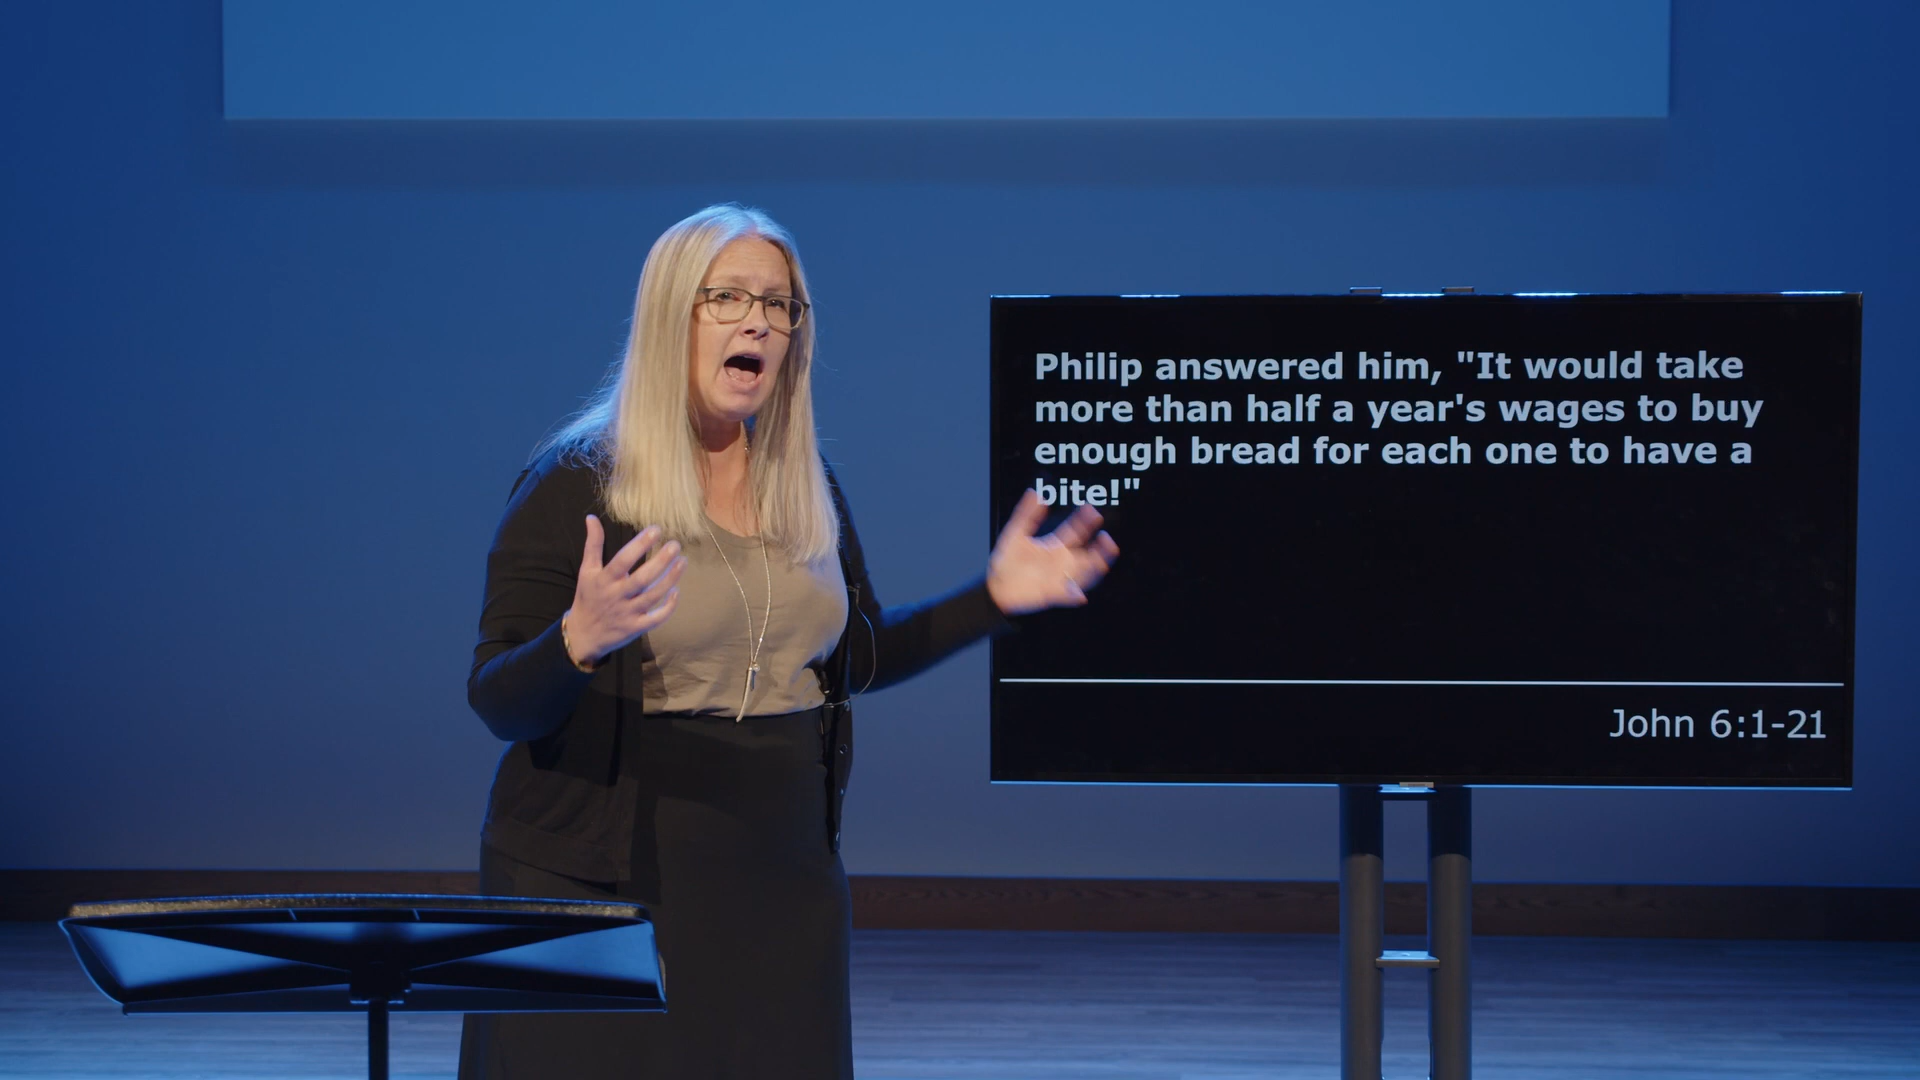 Philip answered him, "It would take
more than half a year's wages to buy
enough bread for each one to have a
bite!"
John 6:1-21